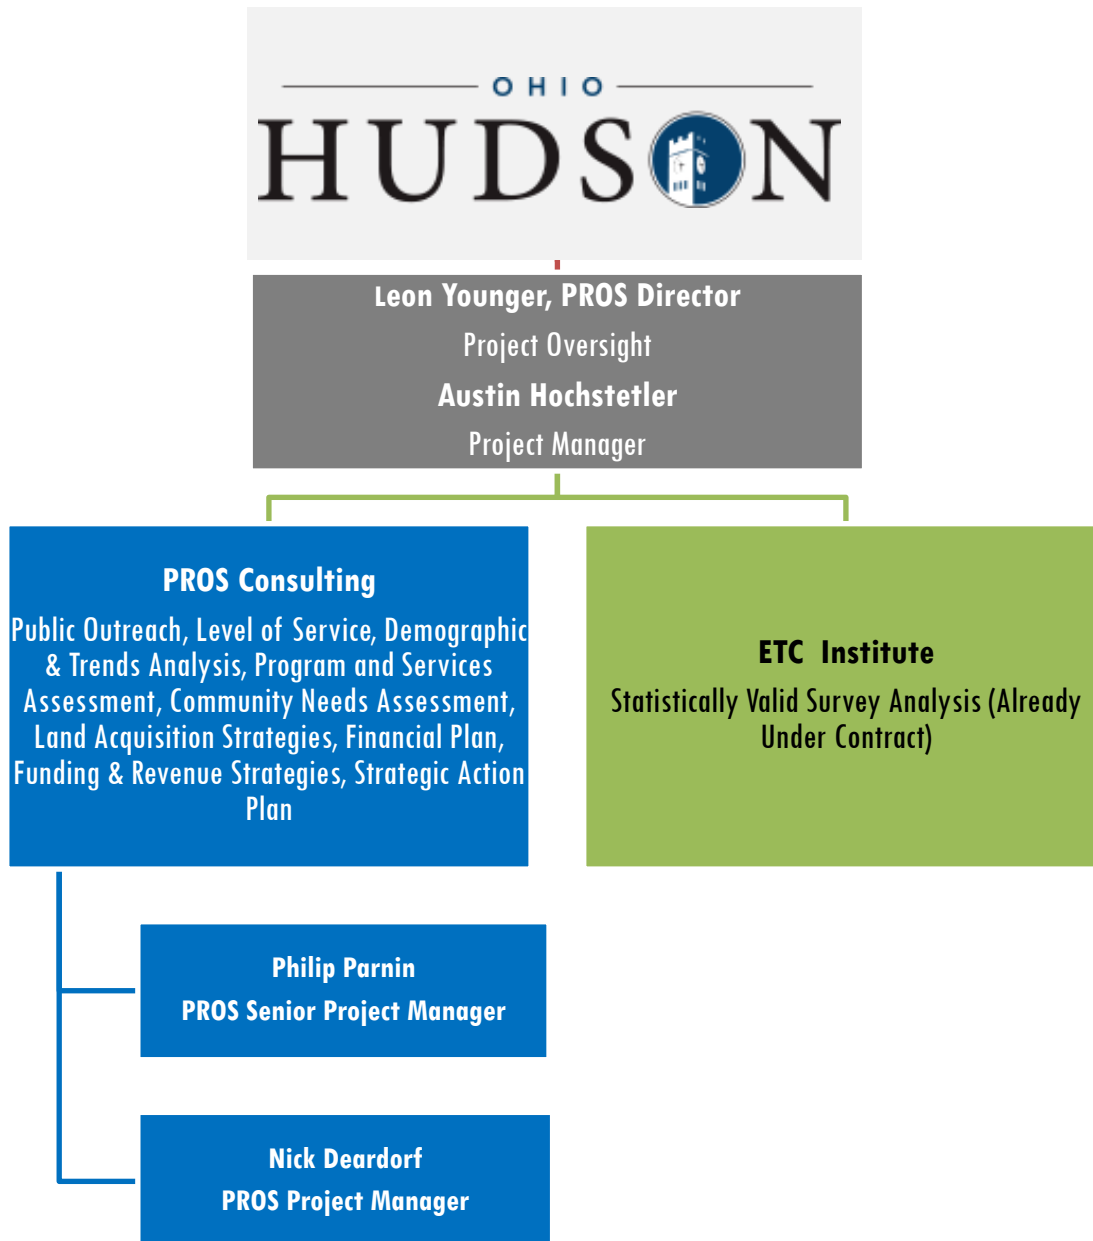 OHIO
HUDSON
Leon Younger, PROS Director
Project Oversight
Austin Hochstetler
Project Manager
PROS Consulting
Public Outreach, Level of Service, Demographic
& Trends Analysis, Program and Services
Assessment, Community Needs Assessment,
Land Acquisition Strategies, Financial Plan,
Funding & Revenue Strategies, Strategic Action
Plan
ETC Institute
Statistically Valid Survey Analysis (Already
Under Contract)
Philip Parnin
PROS Senior Project Manager
Nick Deardorf
PROS Project Manager